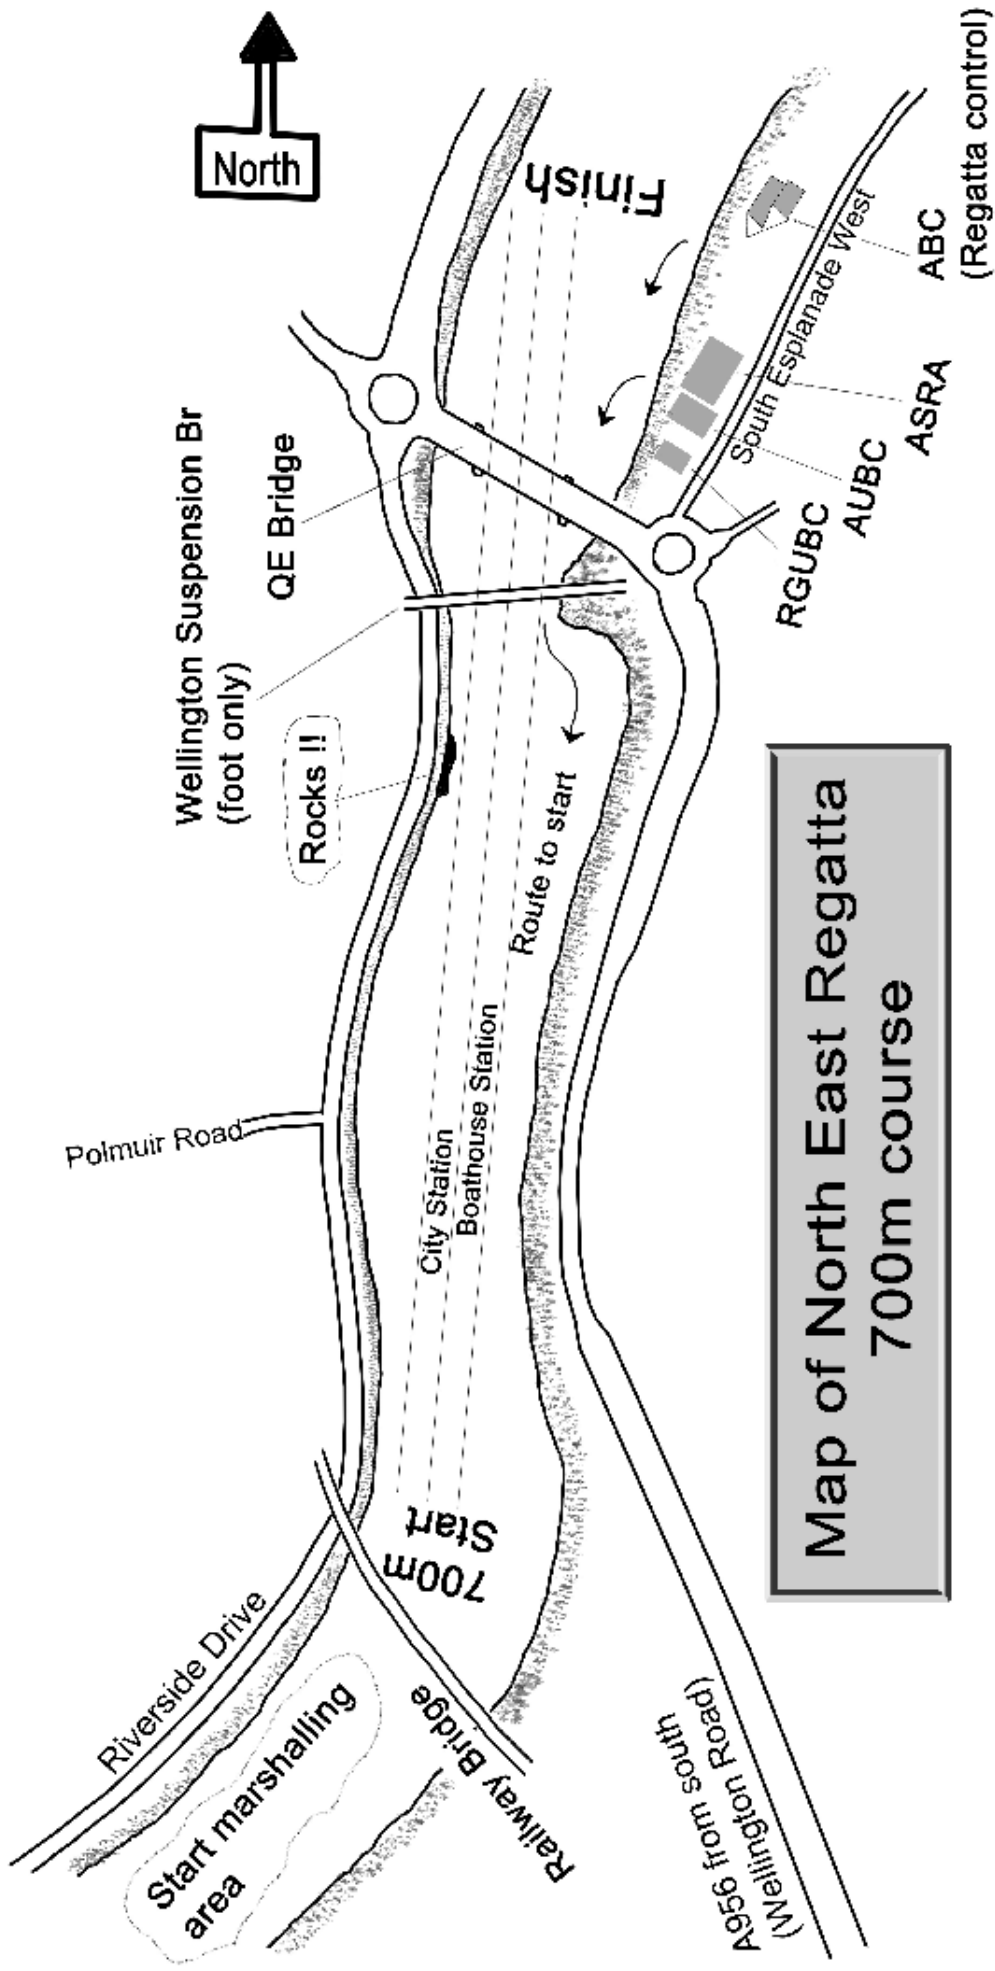 North
Finish
Wellington Suspension Br
(foot only)
QE Bridge
Rocks !!
South Esplanade West
ABC
(Regatta control)
ASRA
AUBC
RGUBC
Route to start
Polmuir Road
City Station
Boathouse Station
700m
Start
Riverside Drive
Start marshalling
area
Railway Bridge
A956 from south
(Wellington Road)
Map of North East Regatta
700m course